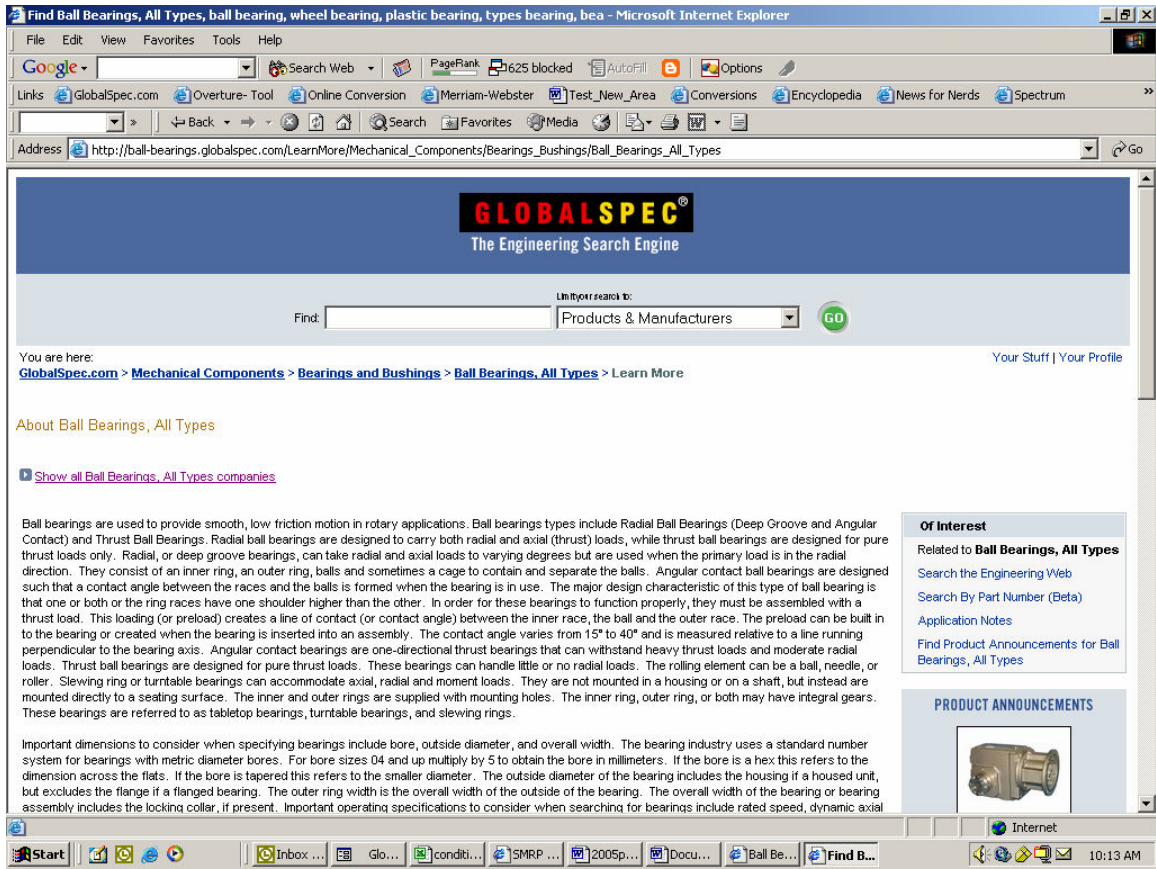 Find Ball Bearings, All Types, ball bearing, wheel bearing, plastic bearing, types bearing, bea - Microsoft Internet Explorer
File Edit View Favorites Tools Help
Google Search Web PageRank 625 blocked AutoFill Options
Links GlobalSpec.com Overture- Tool Online Conversion Merriam-Webster Test_New_Area Conversions Encyclopedia News for Nerds Spectrum »
» Back Search Favorites Media
Address http://ball-bearings.globalspec.com/LearnMore/Mechanical_Components/Bearings_Bushings/Ball_Bearings_All_Types Go
GLOBALSPEC®
The Engineering Search Engine
Limit your search to:
Find: Products & Manufacturers GO
You are here:
Your Stuff | Your Profile
GlobalSpec.com > Mechanical Components > Bearings and Bushings > Ball Bearings, All Types > Learn More
About Ball Bearings, All Types
Show all Ball Bearings, All Types companies
Ball bearings are used to provide smooth, low friction motion in rotary applications. Ball bearings types include Radial Ball Bearings (Deep Groove and Angular
Contact) and Thrust Ball Bearings. Radial ball bearings are designed to carry both radial and axial (thrust) loads, while thrust ball bearings are designed for pure
thrust loads only. Radial, or deep groove bearings, can take radial and axial loads to varying degrees but are used when the primary load is in the radial
direction. They consist of an inner ring, an outer ring, balls and sometimes a cage to contain and separate the balls. Angular contact ball bearings are designed
such that a contact angle between the races and the balls is formed when the bearing is in use. The major design characteristic of this type of ball bearing is
that one or both or the ring races have one shoulder higher than the other. In order for these bearings to function properly, they must be assembled with a
thrust load. This loading (or preload) creates a line of contact (or contact angle) between the inner race, the ball and the outer race. The preload can be built in
to the bearing or created when the bearing is inserted into an assembly. The contact angle varies from 15° to 40° and is measured relative to a line running
perpendicular to the bearing axis. Angular contact bearings are one-directional thrust bearings that can withstand heavy thrust loads and moderate radial
loads. Thrust ball bearings are designed for pure thrust loads. These bearings can handle little or no radial loads. The rolling element can be a ball, needle, or
roller. Slewing ring or turntable bearings can accommodate axial, radial and moment loads. They are not mounted in a housing or on a shaft, but instead are
mounted directly to a seating surface. The inner and outer rings are supplied with mounting holes. The inner ring, outer ring, or both may have integral gears.
These bearings are referred to as tabletop bearings, turntable bearings, and slewing rings.
Important dimensions to consider when specifying bearings include bore, outside diameter, and overall width. The bearing industry uses a standard number
system for bearings with metric diameter bores. For bore sizes 04 and up multiply by 5 to obtain the bore in millimeters. If the bore is a hex this refers to the
dimension across the flats. If the bore is tapered this refers to the smaller diameter. The outside diameter of the bearing includes the housing if a housed unit,
but excludes the flange if a flanged bearing. The outer ring width is the overall width of the outside of the bearing. The overall width of the bearing or bearing
assembly includes the locking collar, if present. Important operating specifications to consider when searching for bearings include rated speed, dynamic axial
Of Interest
Related to Ball Bearings, All Types
Search the Engineering Web
Search By Part Number (Beta)
Application Notes
Find Product Announcements for Ball
Bearings, All Types
PRODUCT ANNOUNCEMENTS
Internet
Start Inbox ... Glo... conditi... SMRP ... 2005p... Docu... Ball Be... Find B... 10:13 AM